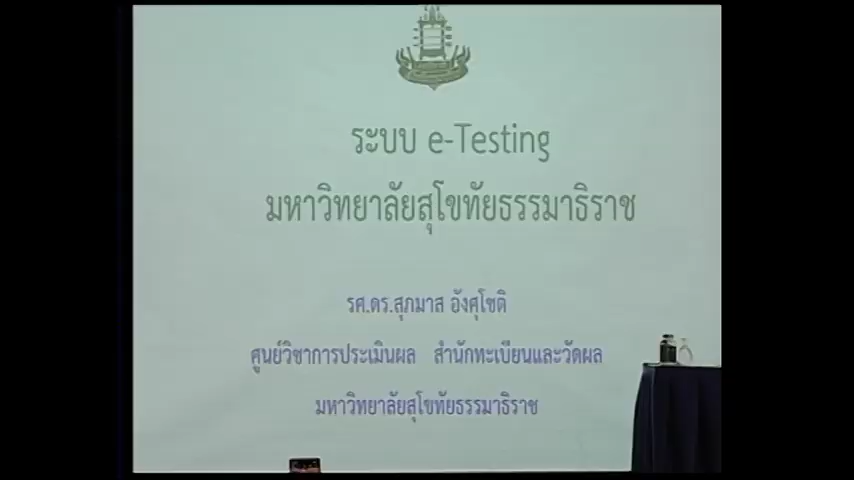 ระบบ e-Testing
มหาวิทยาลัยสุโขทัยธรรมาธิราช
รศ.ดร.สุภมาส อังศุโชติ
ศูนย์วิชาการประเมินผล สำนักทะเบียนและวัดผล
มหาวิทยาลัยสุโขทัยธรรมาธิราช